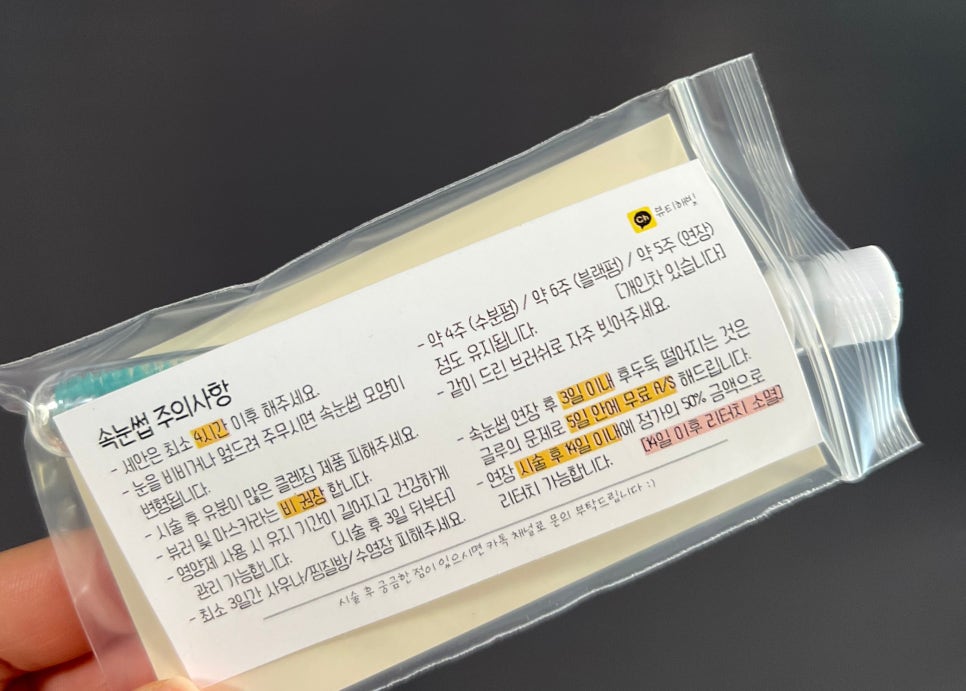 속눈썹 주의사항
- 세안은 최소 4시간 이후 해주세요.
- 눈을 비비거나 엎드려 주무시면 속눈썹 모양이
변형됩니다.
- 시술 후 유분이 많은 클렌징 제품 피해주세요.
- 뷰러 및 마스카라는 비 권장 합니다.
- 영양제 사용 시 유지 기간이 길어지고 건강하게
관리 가능합니다. [시술 후 3일 뒤부터]
- 최소 3일간 사우나/찜질방/수영장 피해주세요.
ch
뷰티해빛
- 약 4주 (수분펌) / 약 6주 (블랙펌) / 약 5주 (연장)
정도 유지됩니다. [개인차 있습니다]
- 같이 드린 브러쉬로 자주 빗어주세요.
- 속눈썹 연장 후 3일 이내 후두둑 떨어지는 것은
글루의 문제로 5일 안에 무료 A/S 해드립니다.
- 연장 시술 후 14일 이내에 정가의 50% 금액으로
리터치 가능합니다. [14일 이후 리터치 소멸]
시술 후 궁금한 점이 있으시면 카톡 채널로 문의 부탁드립니다 :)